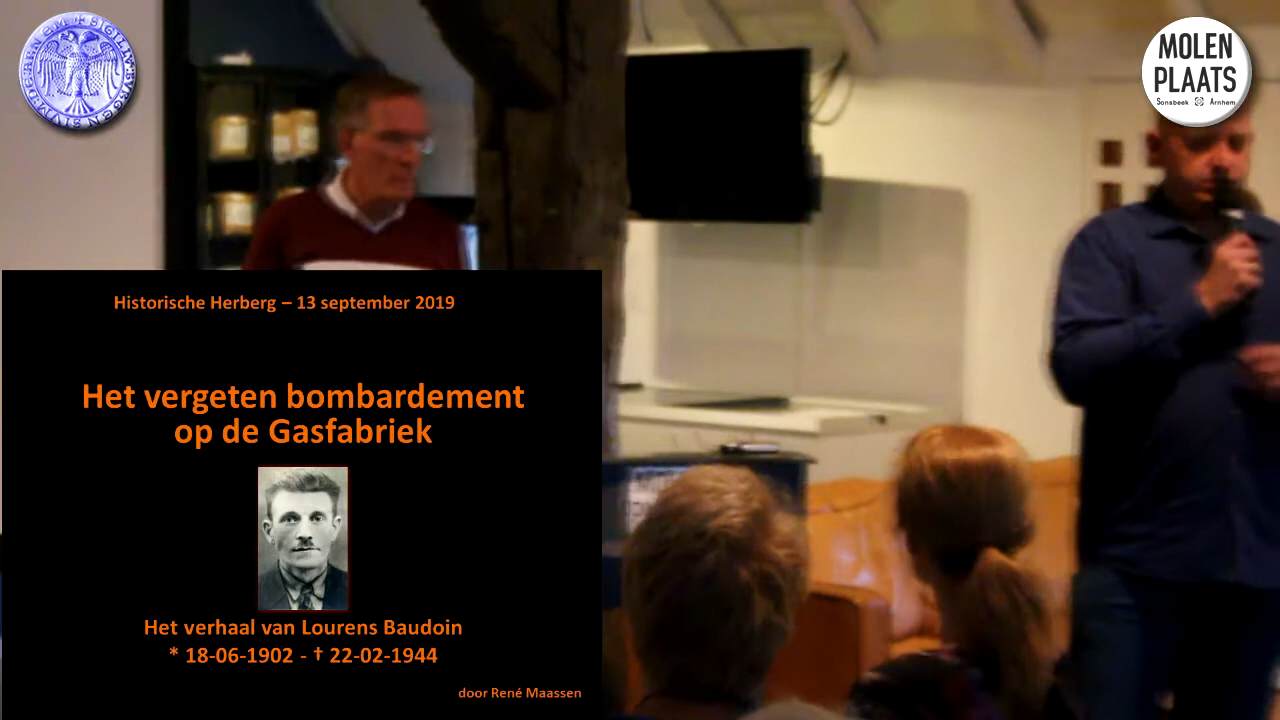 MOLEN
PLAATS
Sonsbeek Arnhem
Historische Herberg – 13 september 2019
Het vergeten bombardement
op de Gasfabriek
Het verhaal van Lourens Baudoin
* 18-06-1902 - † 22-02-1944
door René Maassen